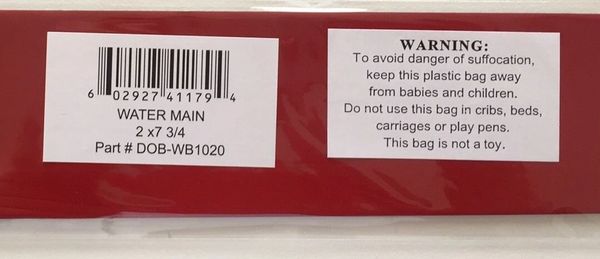 6 02927 41179 4
WATER MAIN
2 x7 3/4
Part # DOB-WB1020
WARNING:
To avoid danger of suffocation,
keep this plastic bag away
from babies and children.
Do not use this bag in cribs, beds,
carriages or play pens.
This bag is not a toy.